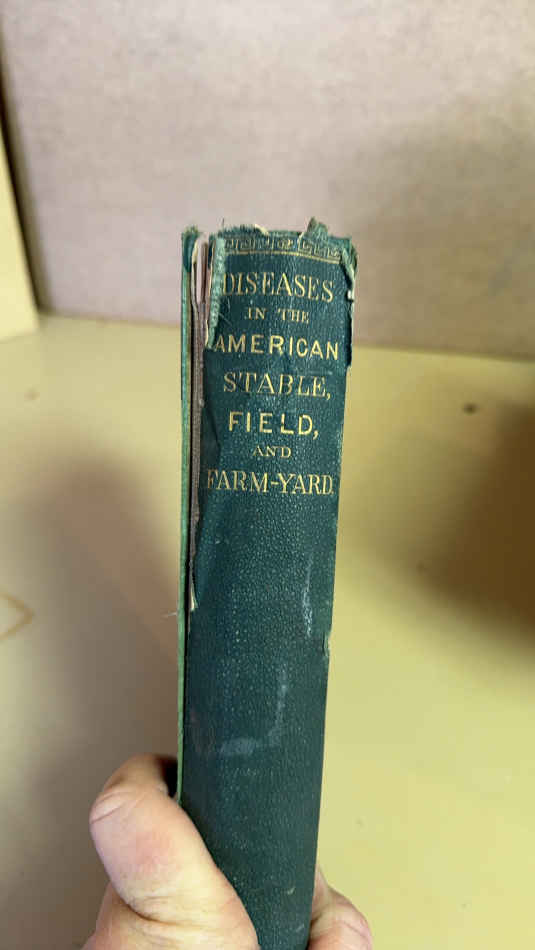 DISEASES
IN THE
AMERICAN
STABLE,
FIELD,
AND
FARM-YARD.